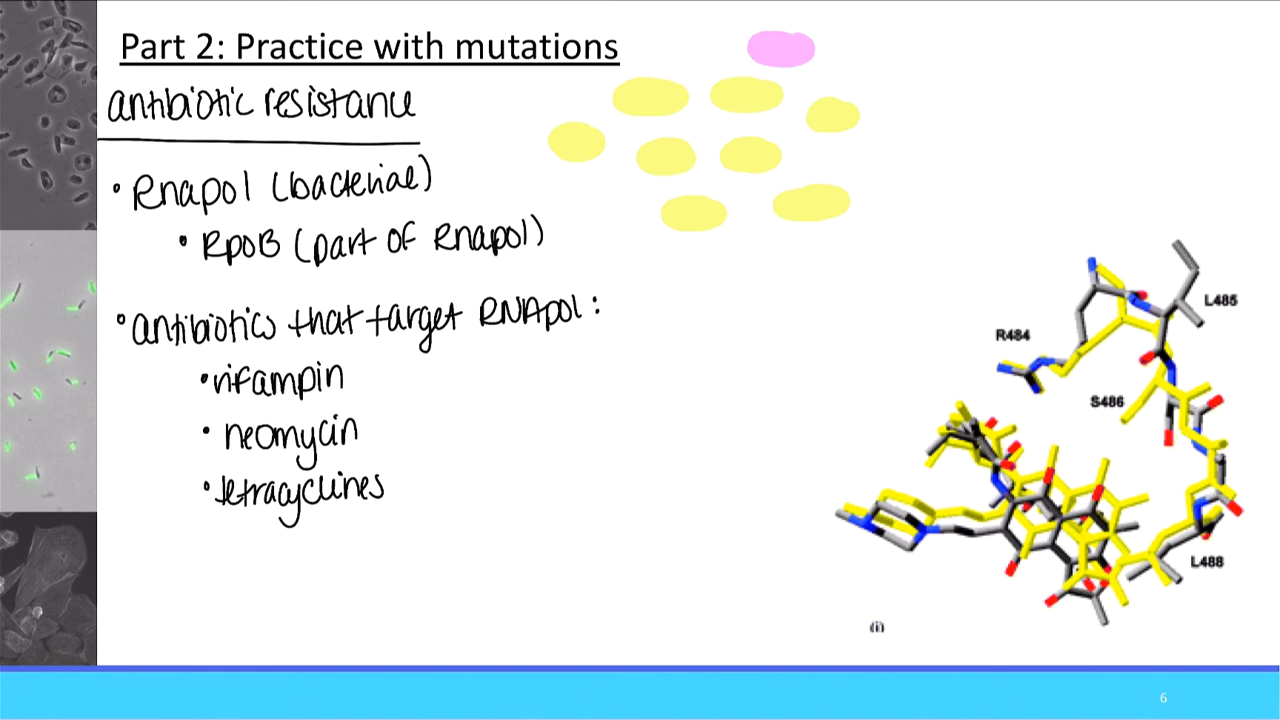 Part 2: Practice with mutations
antibiotic resistance
• Rnapol (bacterial)
• RpoB (part of Rnapol)
• antibiotics that target RNApol:
• rifampin
• neomycin
• tetracyclines
L485
R484
S486
L488
(i)
6